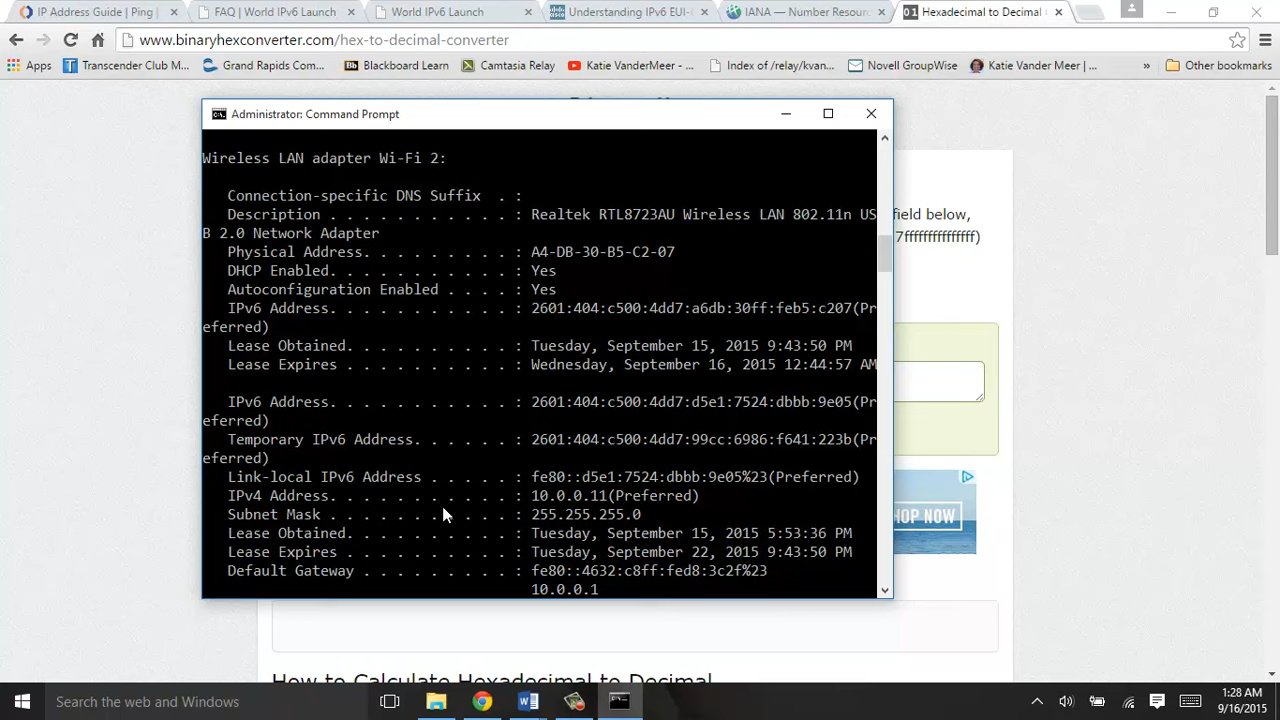 IP Address Guide | Ping
FAQ | World IPv6 Launch
World IPv6 Launch
Understanding IPv6 EUI-
IANA — Number Resour
Hexadecimal to Decimal
www.binaryhexconverter.com/hex-to-decimal-converter
Apps
Transcender Club M...
Grand Rapids Com...
Blackboard Learn
Camtasia Relay
Katie VanderMeer - ...
Index of /relay/kvan...
Novell GroupWise
Katie Vander Meer | ...
»
Other bookmarks
Administrator: Command Prompt
Wireless LAN adapter Wi-Fi 2:
Connection-specific DNS Suffix . :
Description . . . . . . . . . . . : Realtek RTL8723AU Wireless LAN 802.11n US
B 2.0 Network Adapter
Physical Address. . . . . . . . . : A4-DB-30-B5-C2-07
DHCP Enabled. . . . . . . . . . . : Yes
Autoconfiguration Enabled . . . . : Yes
IPv6 Address. . . . . . . . . . . : 2601:404:c500:4dd7:a6db:30ff:feb5:c207(Pr
eferred)
Lease Obtained. . . . . . . . . . : Tuesday, September 15, 2015 9:43:50 PM
Lease Expires . . . . . . . . . . : Wednesday, September 16, 2015 12:44:57 AM
IPv6 Address. . . . . . . . . . . : 2601:404:c500:4dd7:d5e1:7524:dbbb:9e05(Pr
eferred)
Temporary IPv6 Address. . . . . . : 2601:404:c500:4dd7:99cc:6986:f641:223b(Pr
eferred)
Link-local IPv6 Address . . . . . : fe80::d5e1:7524:dbbb:9e05%23(Preferred)
IPv4 Address. . . . . . . . . . . : 10.0.0.11(Preferred)
Subnet Mask . . . . . . . . . . . : 255.255.255.0
Lease Obtained. . . . . . . . . . : Tuesday, September 15, 2015 5:53:36 PM
Lease Expires . . . . . . . . . . : Tuesday, September 22, 2015 9:43:50 PM
Default Gateway . . . . . . . . . : fe80::4632:c8ff:fed8:3c2f%23
10.0.0.1
field below,
7fffffffffffffff)
HOP NOW
How to Calculate Hexadecimal to Decimal
Search the web and Windows
1:28 AM
9/16/2015